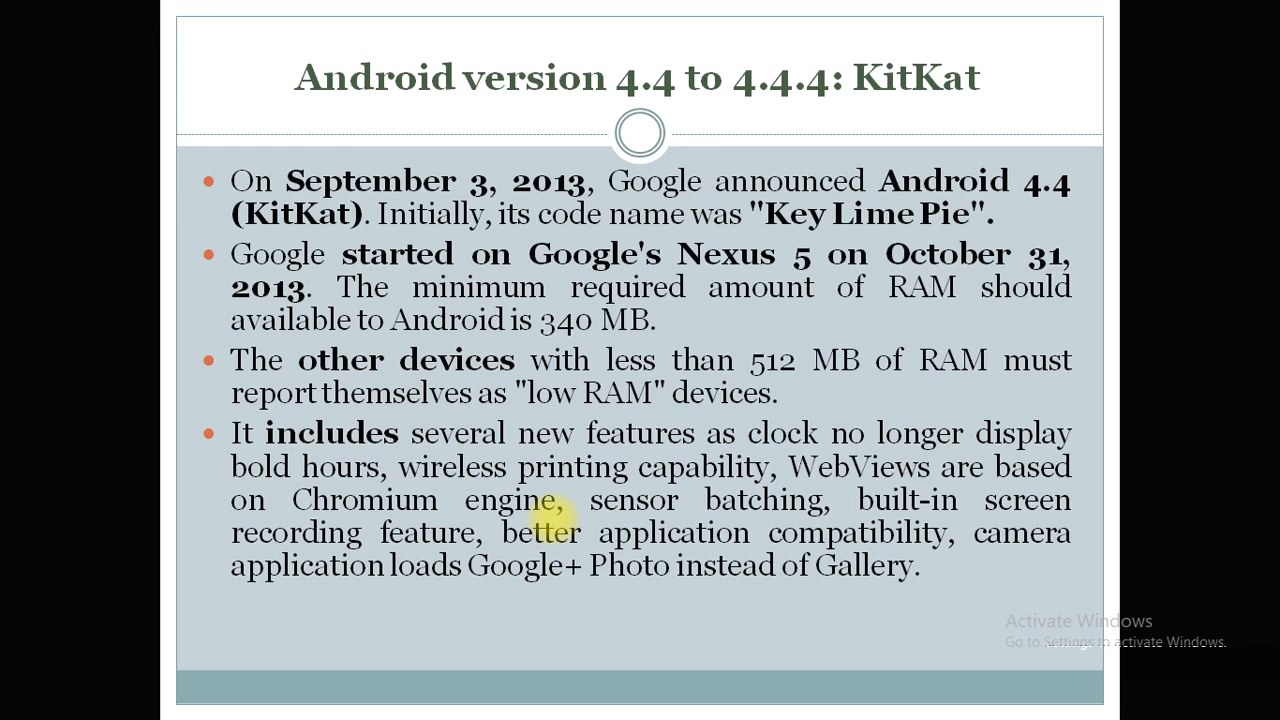 Android version 4.4 to 4.4.4: KitKat
• On September 3, 2013, Google announced Android 4.4
(KitKat). Initially, its code name was "Key Lime Pie".
• Google started on Google's Nexus 5 on October 31,
2013. The minimum required amount of RAM should
available to Android is 340 MB.
• The other devices with less than 512 MB of RAM must
report themselves as "low RAM" devices.
• It includes several new features as clock no longer display
bold hours, wireless printing capability, WebViews are based
on Chromium engine, sensor batching, built-in screen
recording feature, better application compatibility, camera
application loads Google+ Photo instead of Gallery.
Activate Windows
Go to Settings to activate Windows.